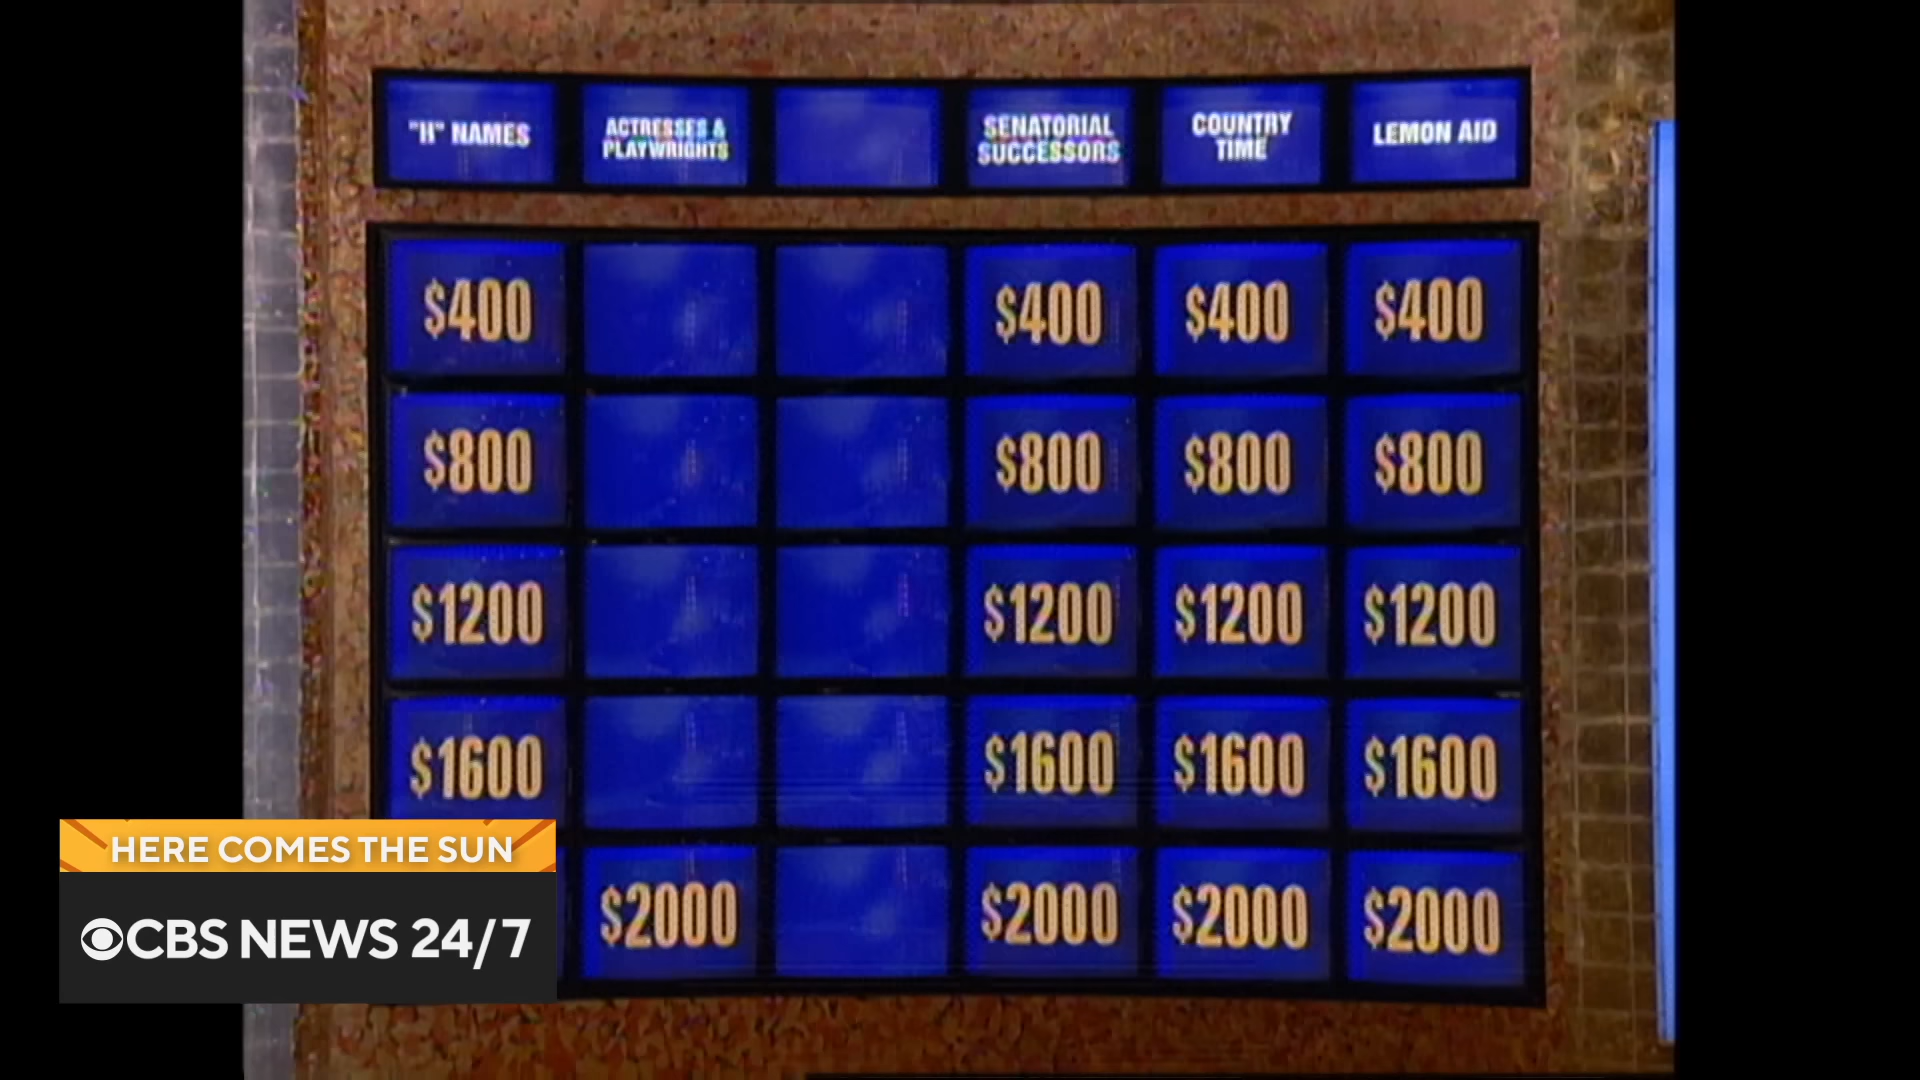 "H" NAMES
ACTRESSES &
PLAYWRIGHTS
SENATORIAL
SUCCESSORS
COUNTRY
TIME
LEMON AID
$400 $400 $400 $400
$800 $800 $800 $800
$1200 $1200 $1200 $1200
$1600 $1600 $1600 $1600
$2000 $2000 $2000 $2000
HERE COMES THE SUN
CBS NEWS 24/7